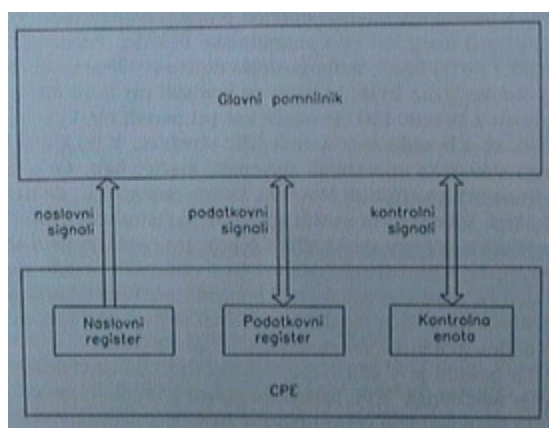 Glavni pomnilnik
naslovni
signali
podatkovni
signali
kontrolni
signali
Naslovni
register
Podatkovni
register
Kontrolna
enota
CPE